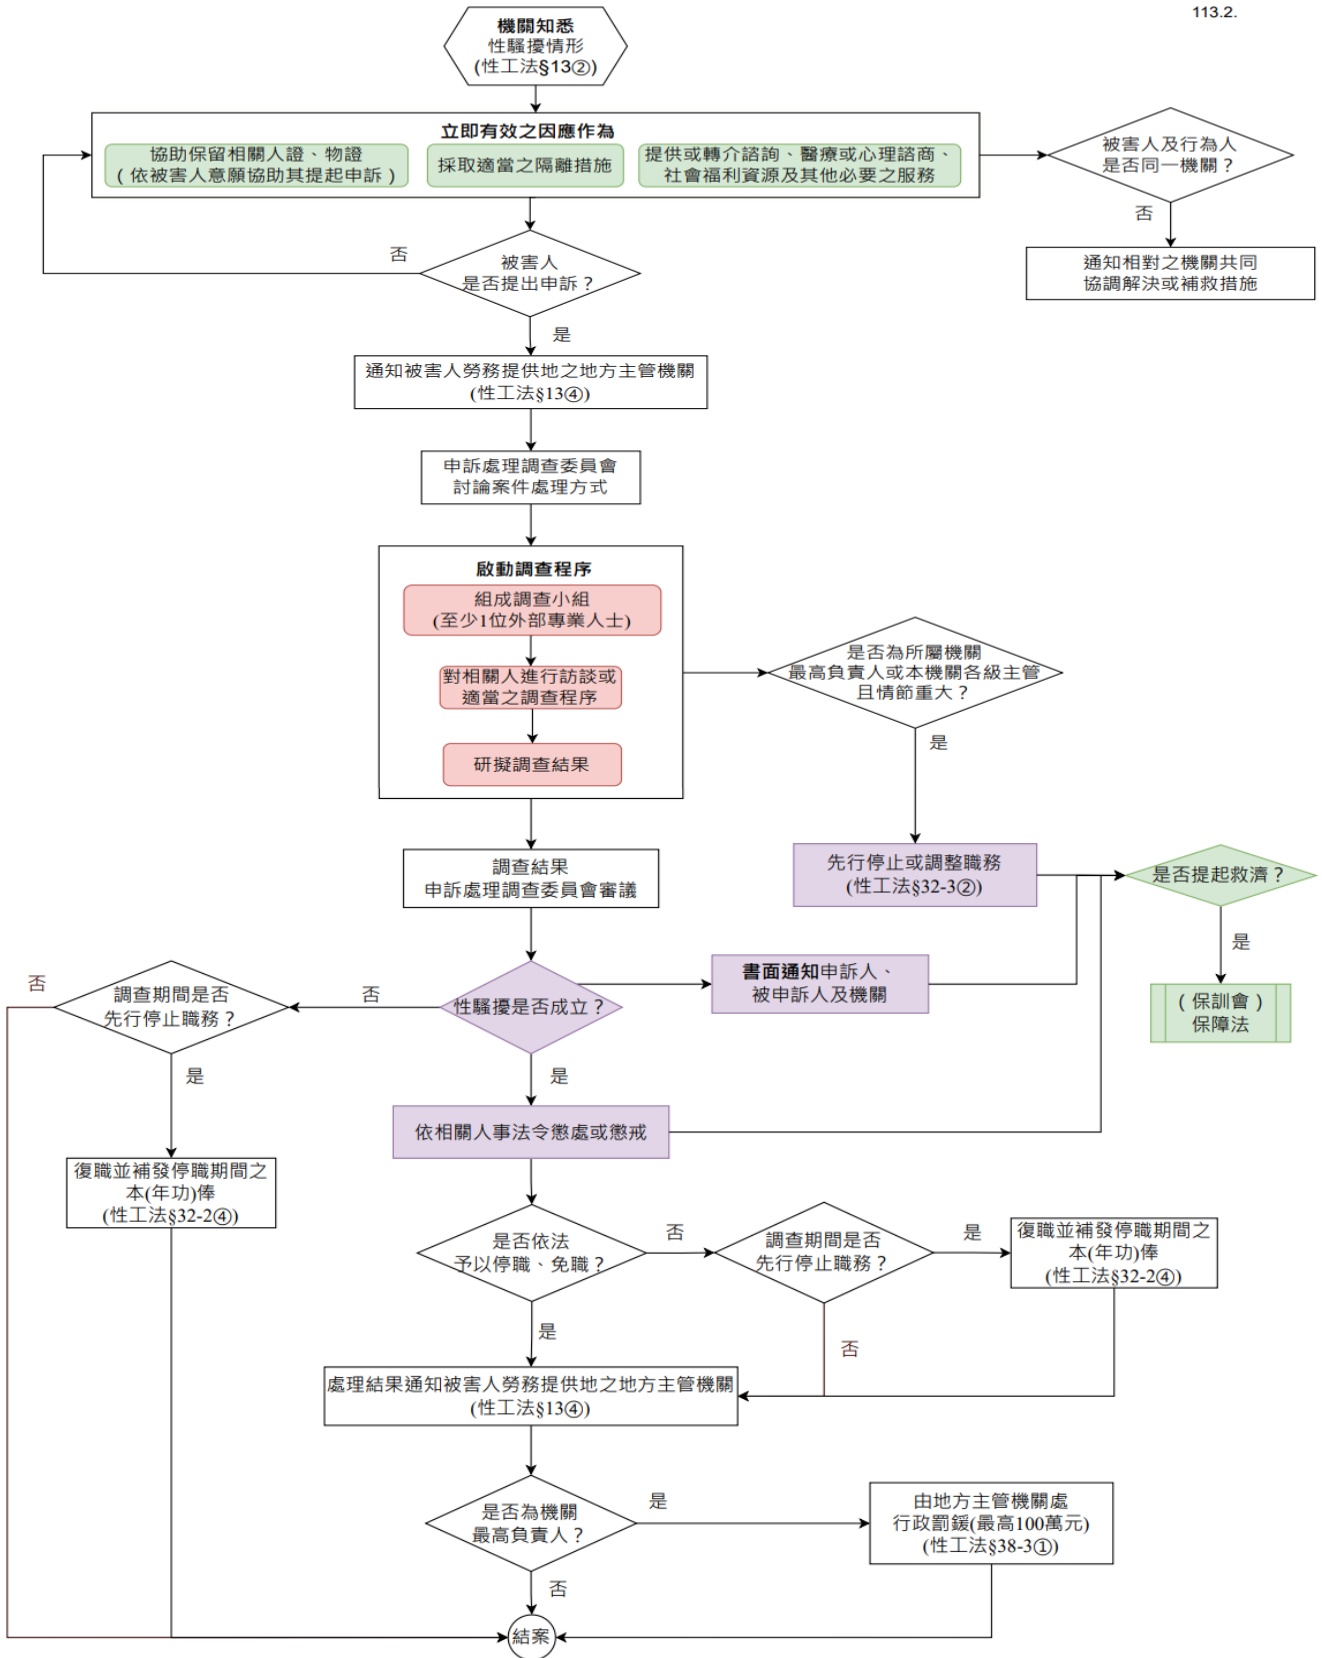 113.2.
機關知悉
性騷擾情形
(性工法§13②)
立即有效之因應作為
協助保留相關人證、物證
（依被害人意願協助其提起申訴）
採取適當之隔離措施
提供或轉介諮詢、醫療或心理諮商、
社會福利資源及其他必要之服務
被害人及行為人
是否同一機關？
否
通知相對之機關共同
協調解決或補救措施
否
被害人
是否提出申訴？
是
通知被害人勞務提供地之地方主管機關
(性工法§13④)
申訴處理調查委員會
討論案件處理方式
啟動調查程序
組成調查小組
(至少1位外部專業人士)
對相關人進行訪談或
適當之調查程序
研擬調查結果
是否為所屬機關
最高負責人或本機關各級主管
且情節重大？
是
先行停止或調整職務
(性工法§32-3②)
是否提起救濟？
是
（保訓會）
保障法
調查結果
申訴處理調查委員會審議
性騷擾是否成立？
書面通知申訴人、
被申訴人及機關
否
調查期間是否
先行停止職務？
否
是
復職並補發停職期間之
本(年功)俸
(性工法§32-2④)
是
依相關人事法令懲處或懲戒
是否依法
予以停職、免職？
否
調查期間是否
先行停止職務？
是
復職並補發停職期間之
本(年功)俸
(性工法§32-2④)
是
否
處理結果通知被害人勞務提供地之地方主管機關
(性工法§13④)
是否為機關
最高負責人？
是
由地方主管機關處
行政罰鍰(最高100萬元)
(性工法§38-3①)
否
結案